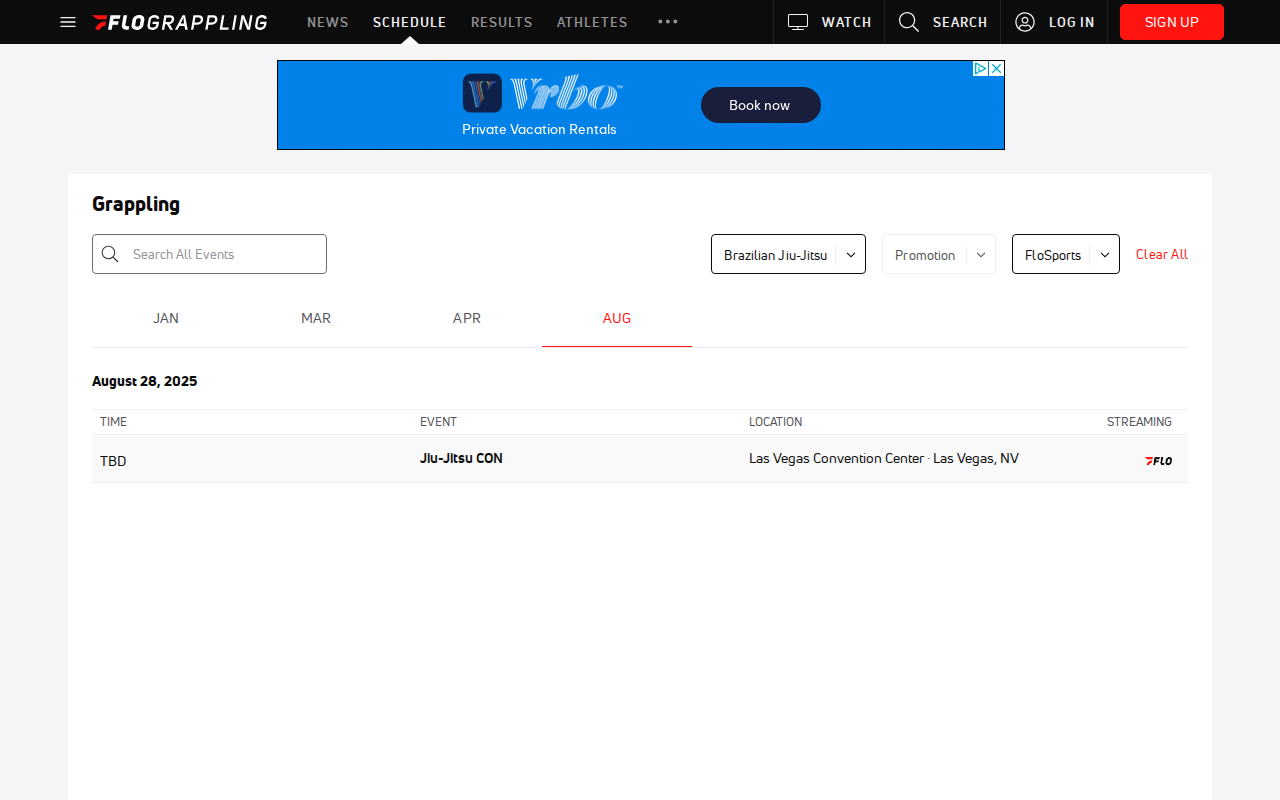 FLOGRAPPLING NEWS SCHEDULE RESULTS ATHLETES WATCH SEARCH LOG IN SIGN UP
Vrbo™
Private Vacation Rentals
Book now
Grappling
Search All Events Brazilian Jiu-Jitsu Promotion FloSports Clear All
JAN MAR APR AUG
August 28, 2025
TIME EVENT LOCATION STREAMING
TBD Jiu-Jitsu CON Las Vegas Convention Center · Las Vegas, NV FLO